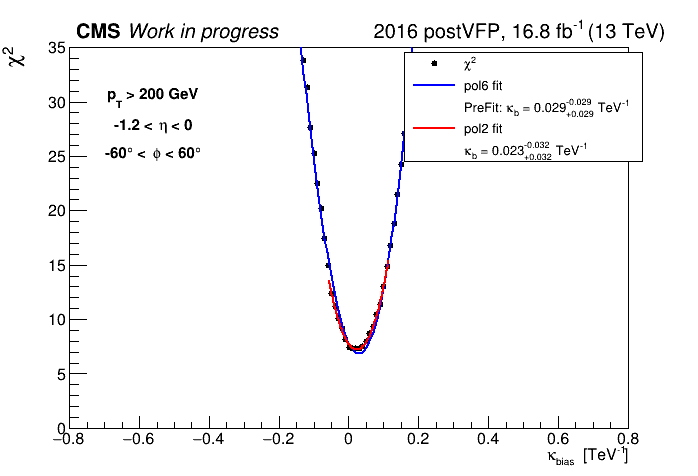 CMS Work in progress
2016 postVFP, 16.8 fb⁻¹ (13 TeV)
χ²
35
30
25
20
15
10
5
0
p_T > 200 GeV
-1.2 < η < 0
-60° < ϕ < 60°
χ²
pol6 fit
PreFit: κ_b = 0.029 -0.029 +0.029 TeV⁻¹
pol2 fit
κ_b = 0.023 -0.032 +0.032 TeV⁻¹
−0.8 −0.6 −0.4 −0.2 0 0.2 0.4 0.6 0.8
κ_bias [TeV⁻¹]